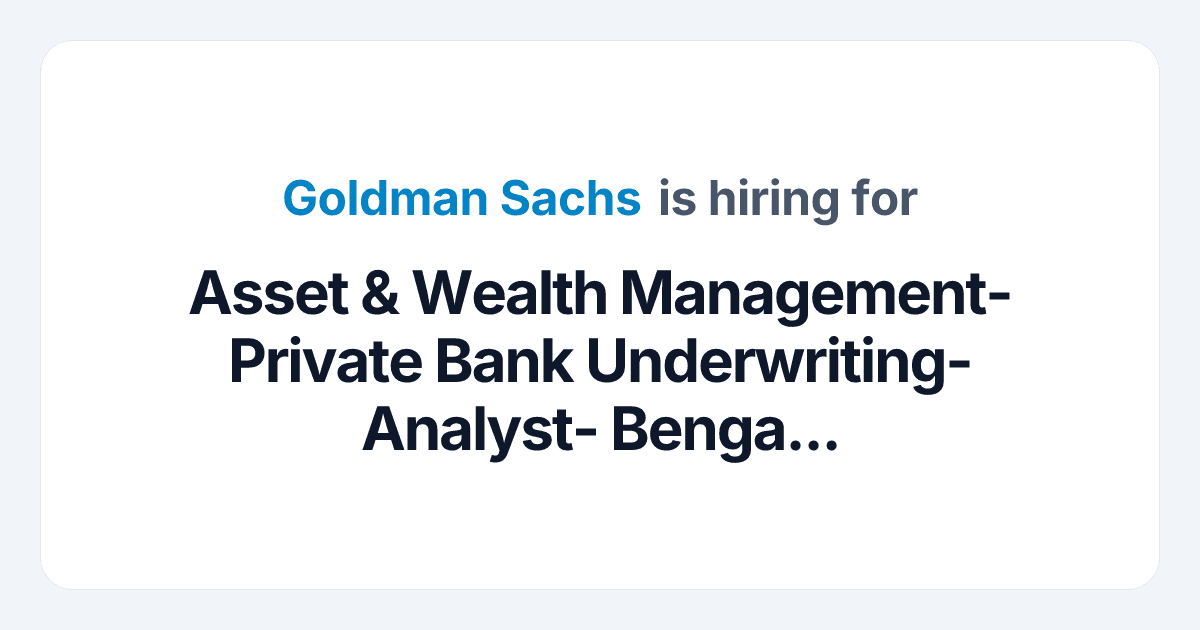 Goldman Sachs is hiring for
Asset & Wealth Management-
Private Bank Underwriting-
Analyst- Benga...